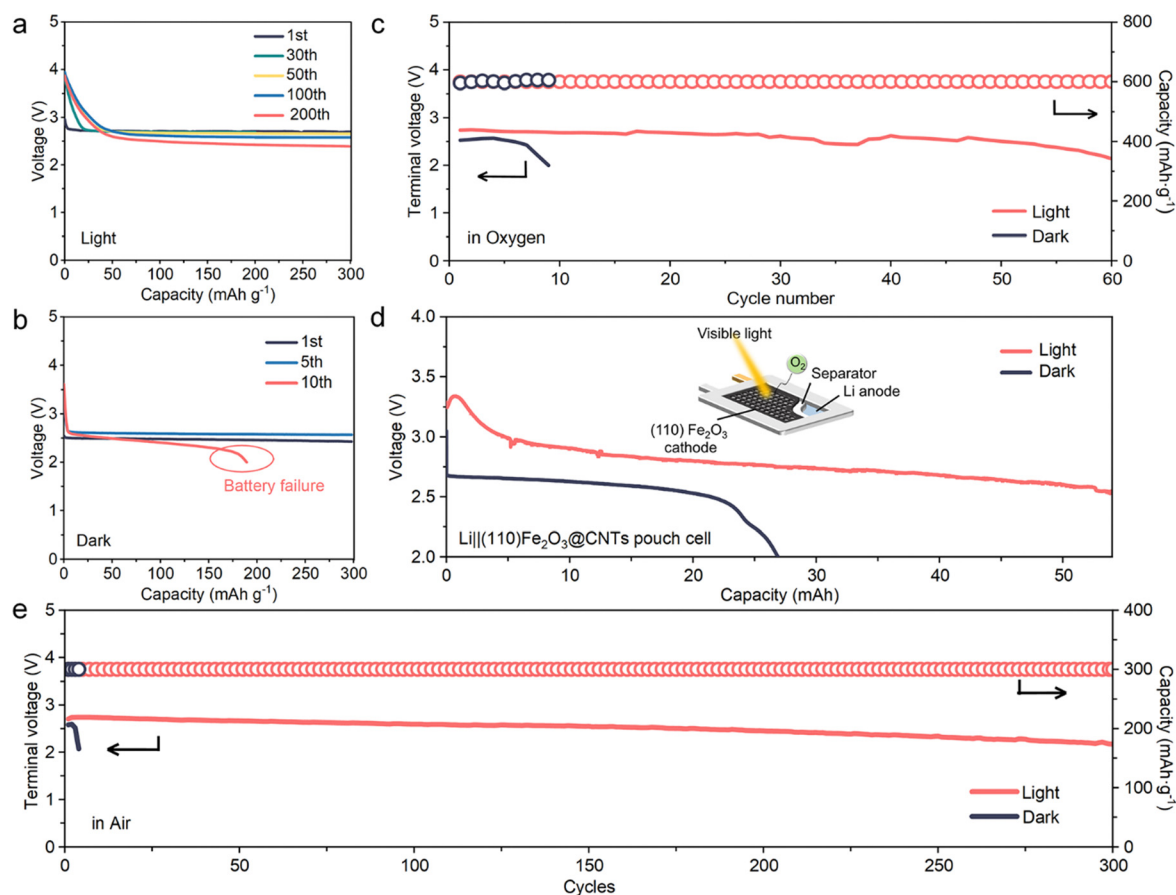 a
5
4
3
2
1
0
Voltage (V)
1st
30th
50th
100th
200th
Light
0 50 100 150 200 250 300
Capacity (mAh g⁻¹)
c
5
4
3
2
1
0
Terminal voltage (V)
800
600
400
200
0
Capacity (mAh·g⁻¹)
Light
Dark
in Oxygen
0 10 20 30 40 50 60
Cycle number
b
5
4
3
2
1
0
Voltage (V)
1st
5th
10th
Battery failure
Dark
0 50 100 150 200 250 300
Capacity (mAh g⁻¹)
d
4.0
3.5
3.0
2.5
2.0
Voltage (V)
Visible light
O₂
Separator
Li anode
(110) Fe₂O₃
cathode
Light
Dark
Li||(110)Fe₂O₃@CNTs pouch cell
0 10 20 30 40 50
Capacity (mAh)
e
5
4
3
2
1
0
Terminal voltage (V)
400
300
200
100
0
Capacity (mAh·g⁻¹)
Light
Dark
in Air
0 50 100 150 200 250 300
Cycles